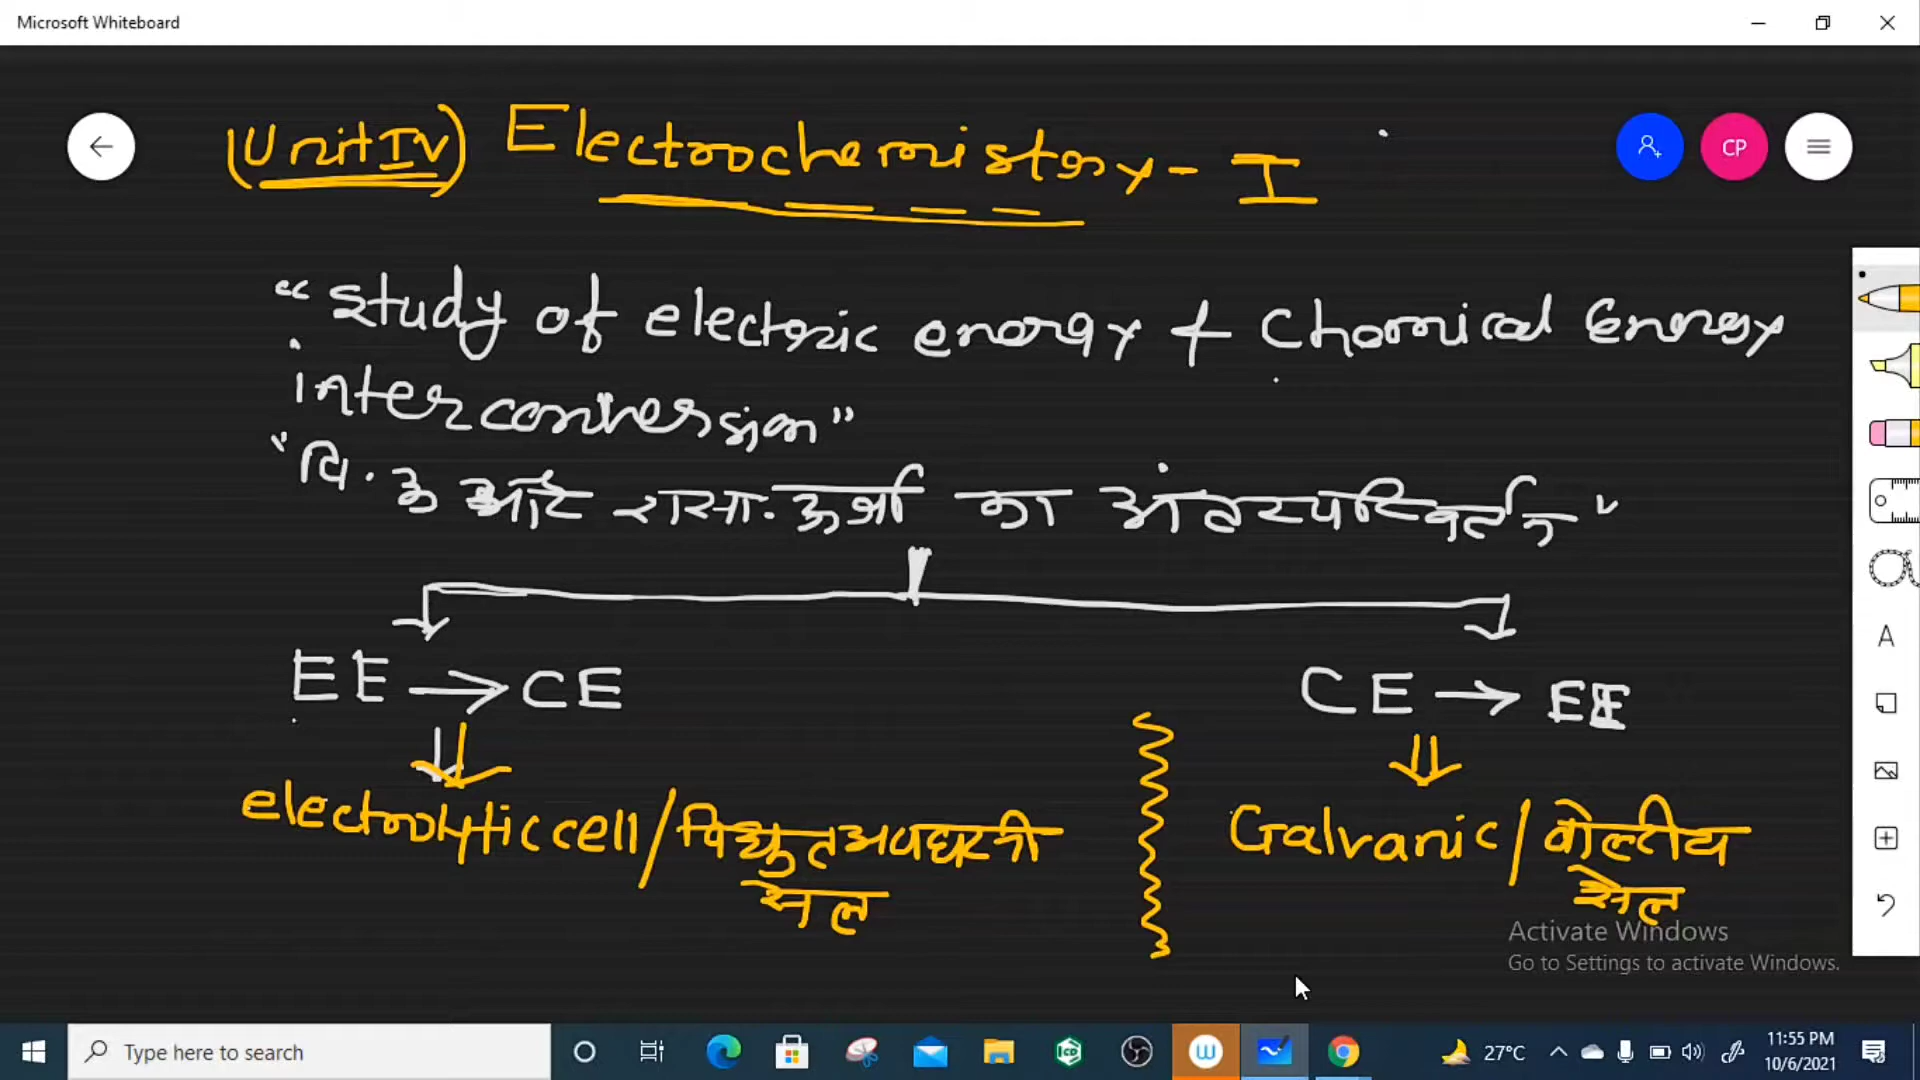 Microsoft Whiteboard
(Unit IV) Electrochemistry - I
CP
"Study of electric energy + Chemical Energy
interconversion"
"वि. ऊ और रासा. ऊर्जा का अंतरपरिवर्तन"
EE → CE
CE → EE
electrolytic cell/विद्युत अपघटनी
सेल
Galvanic/वोल्टीय
सेल
A
Activate Windows
Go to Settings to activate Windows.
Type here to search
27°C
11:55 PM
10/6/2021